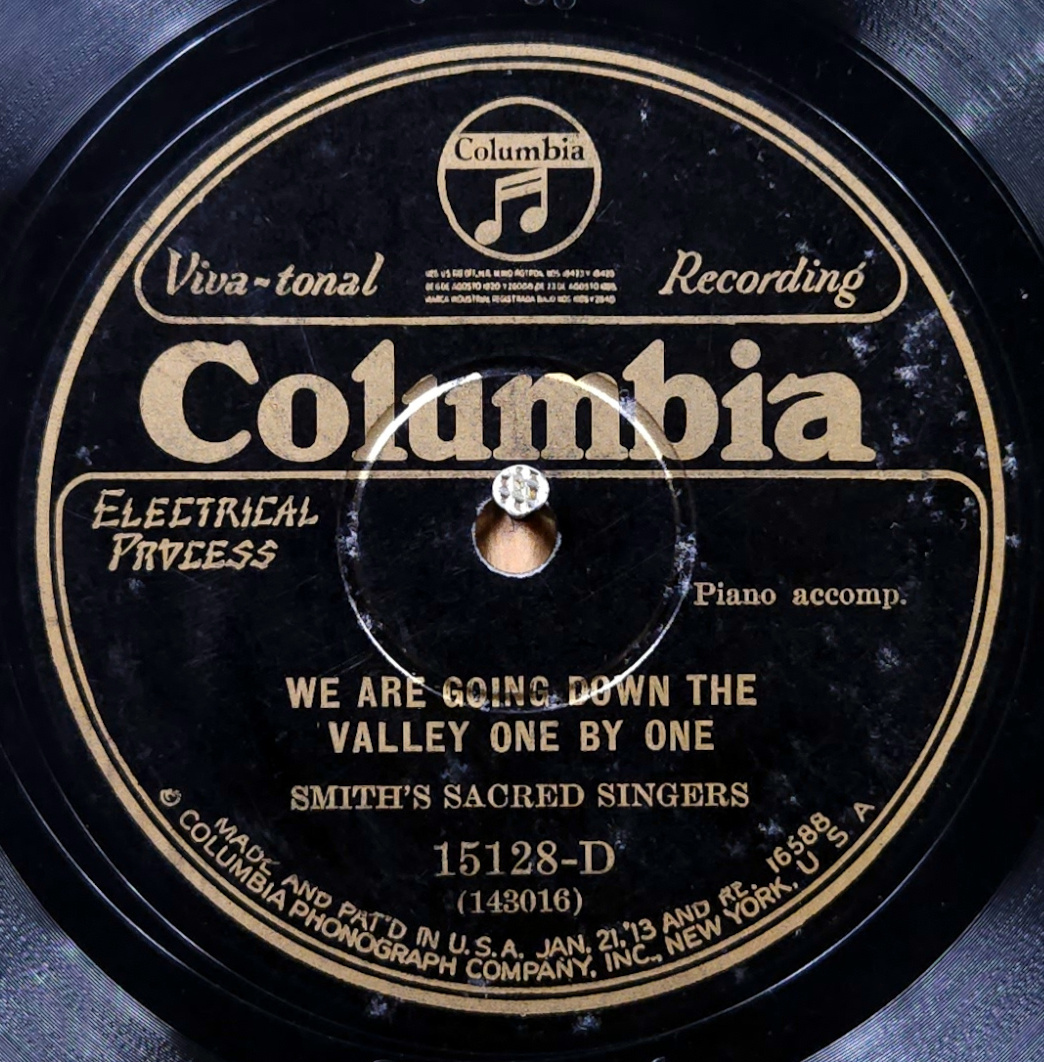 Columbia
Viva-tonal
Recording
Columbia
ELECTRICAL
PROCESS
Piano accomp.
WE ARE GOING DOWN THE
VALLEY ONE BY ONE
SMITH'S SACRED SINGERS
15128-D
(143016)
MADE AND PAT'D IN U.S.A. JAN. 21,'13 AND RE. 16588
COLUMBIA PHONOGRAPH COMPANY, INC., NEW YORK, U S A